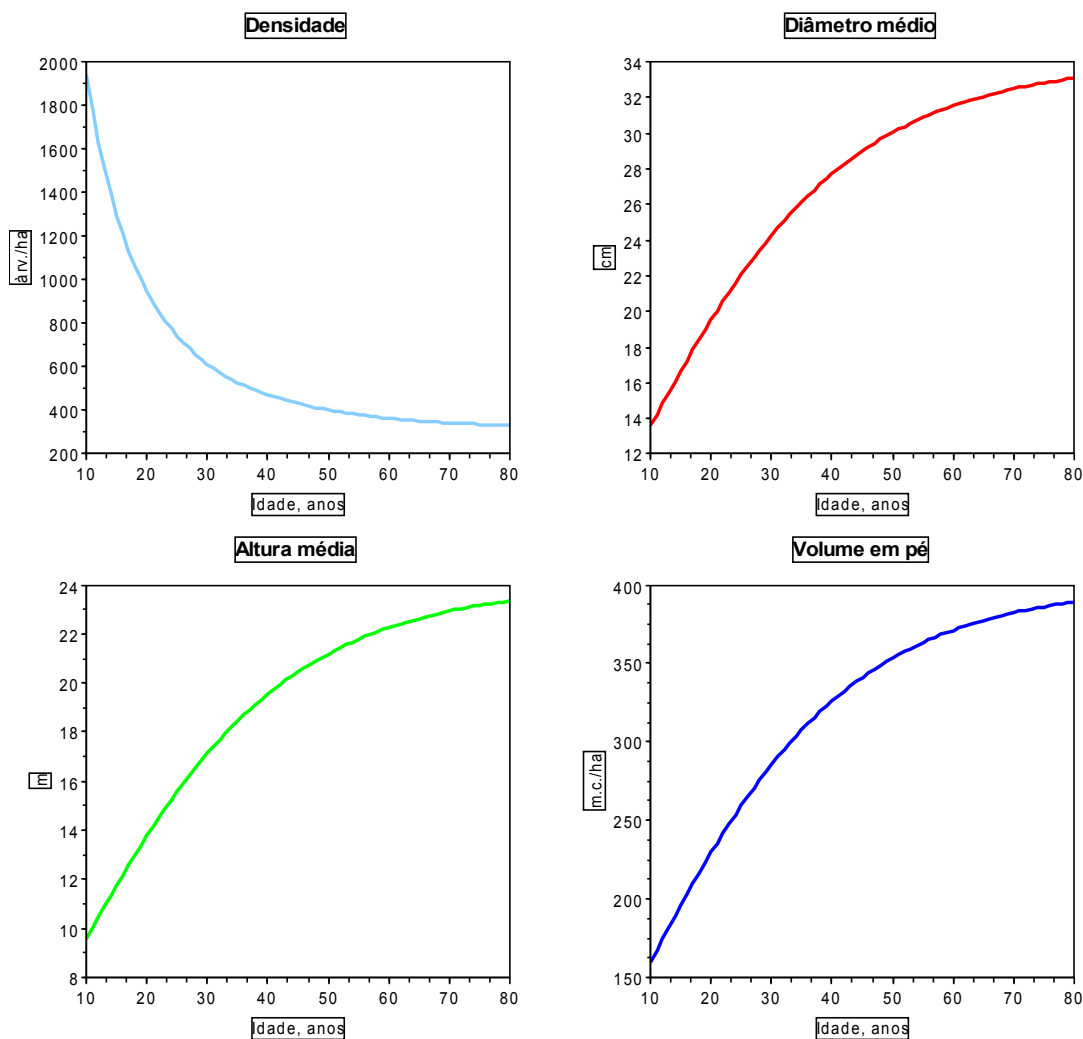 Densidade
Diâmetro médio
2000
1800
1600
1400
1200
1000
800
600
400
200
àrv./ha
10 20 30 40 50 60 70 80
Idade, anos
34
32
30
28
26
24
22
20
18
16
14
12
cm
10 20 30 40 50 60 70 80
Idade, anos
Altura média
Volume em pé
24
22
20
18
16
14
12
10
8
m
10 20 30 40 50 60 70 80
Idade, anos
400
350
300
250
200
150
m.c./ha
10 20 30 40 50 60 70 80
Idade, anos